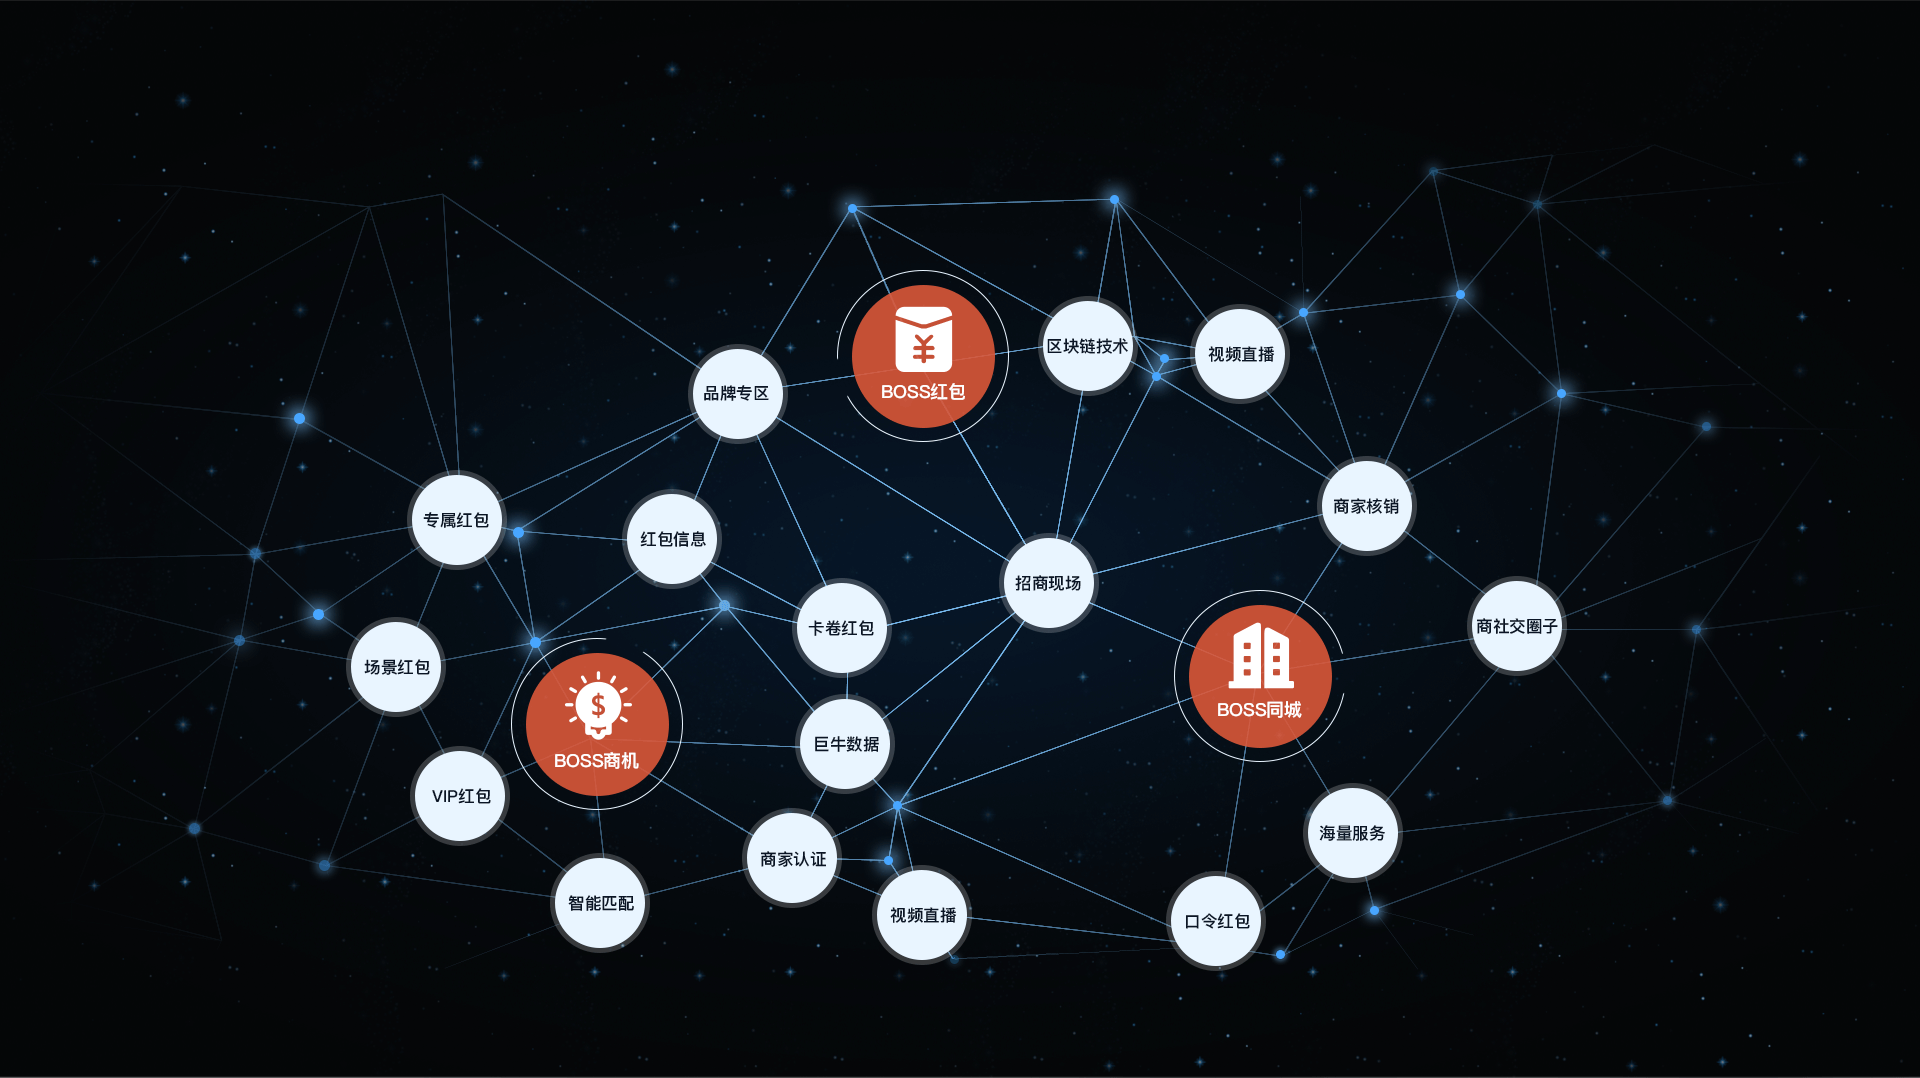 区块链技术
视频直播
BOSS红包
品牌专区
商家核销
专属红包
红包信息
招商现场
卡卷红包
商社交圈子
场景红包
BOSS同城
巨牛数据
BOSS商机
VIP红包
海量服务
商家认证
智能匹配
视频直播
口令红包